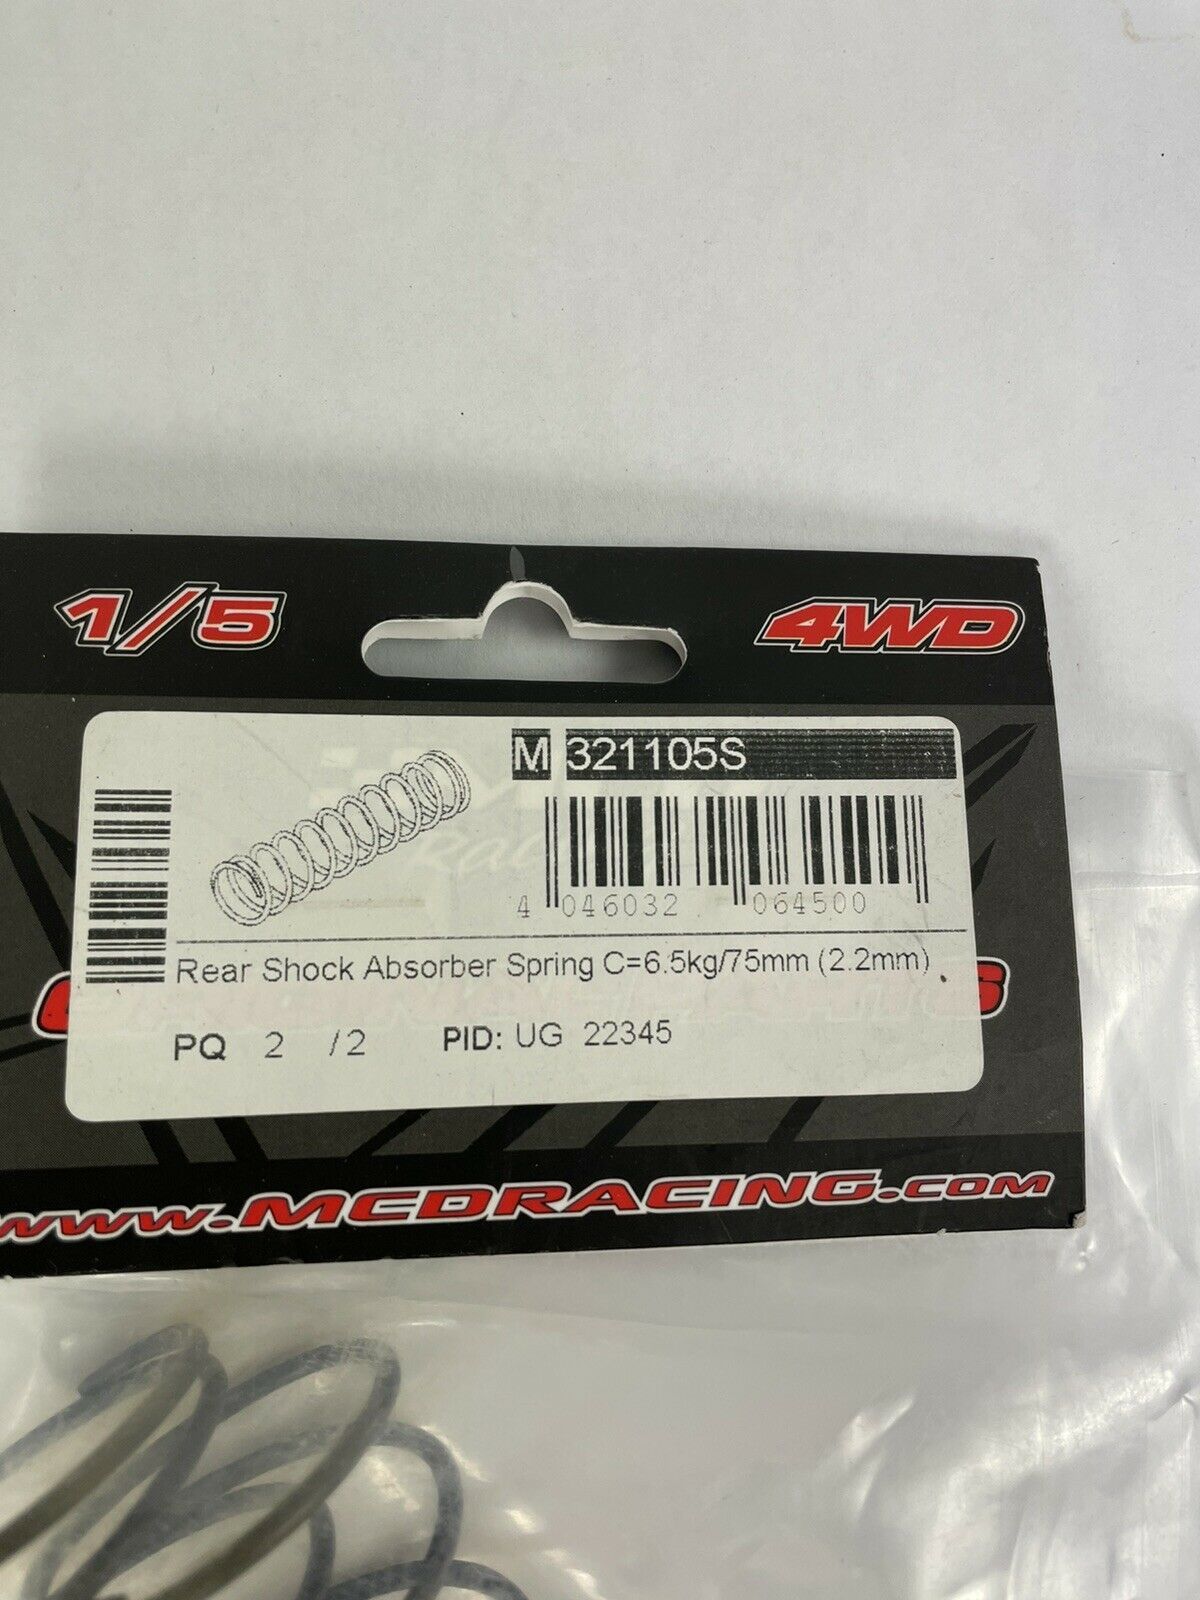 1/5 4WD
M 321105S
4 046032 064500
Rear Shock Absorber Spring C=6.5kg/75mm (2.2mm)
PQ 2 /2 PID: UG 22345
www.MCDRACING.com